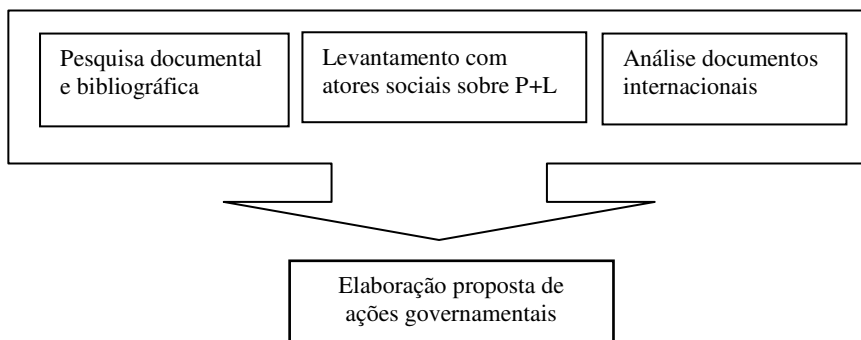 Pesquisa documental
e bibliográfica
Levantamento com
atores sociais sobre P+L
Análise documentos
internacionais
Elaboração proposta de
ações governamentais